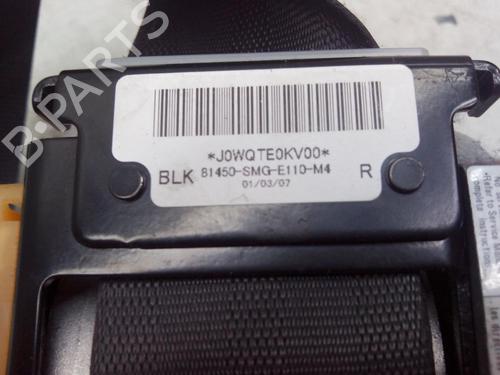 B-PARTS
*J0WQTE0KV00*
BLK 81450-SMG-E110-M4 R
01/03/07